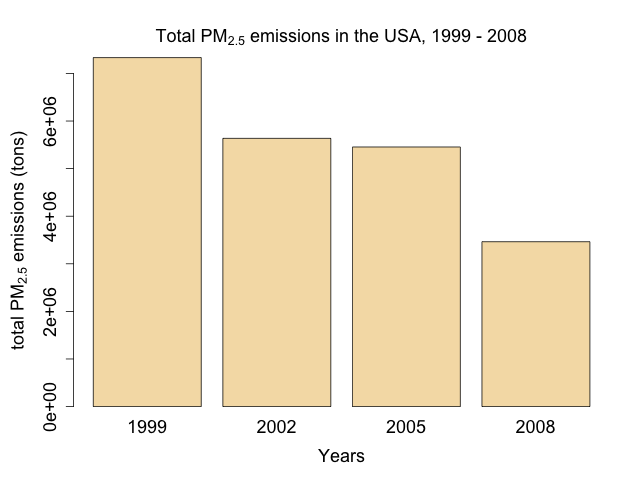 Total PM2.5 emissions in the USA, 1999 - 2008
total PM2.5 emissions (tons)
6e+06
4e+06
2e+06
0e+00
1999 2002 2005 2008
Years